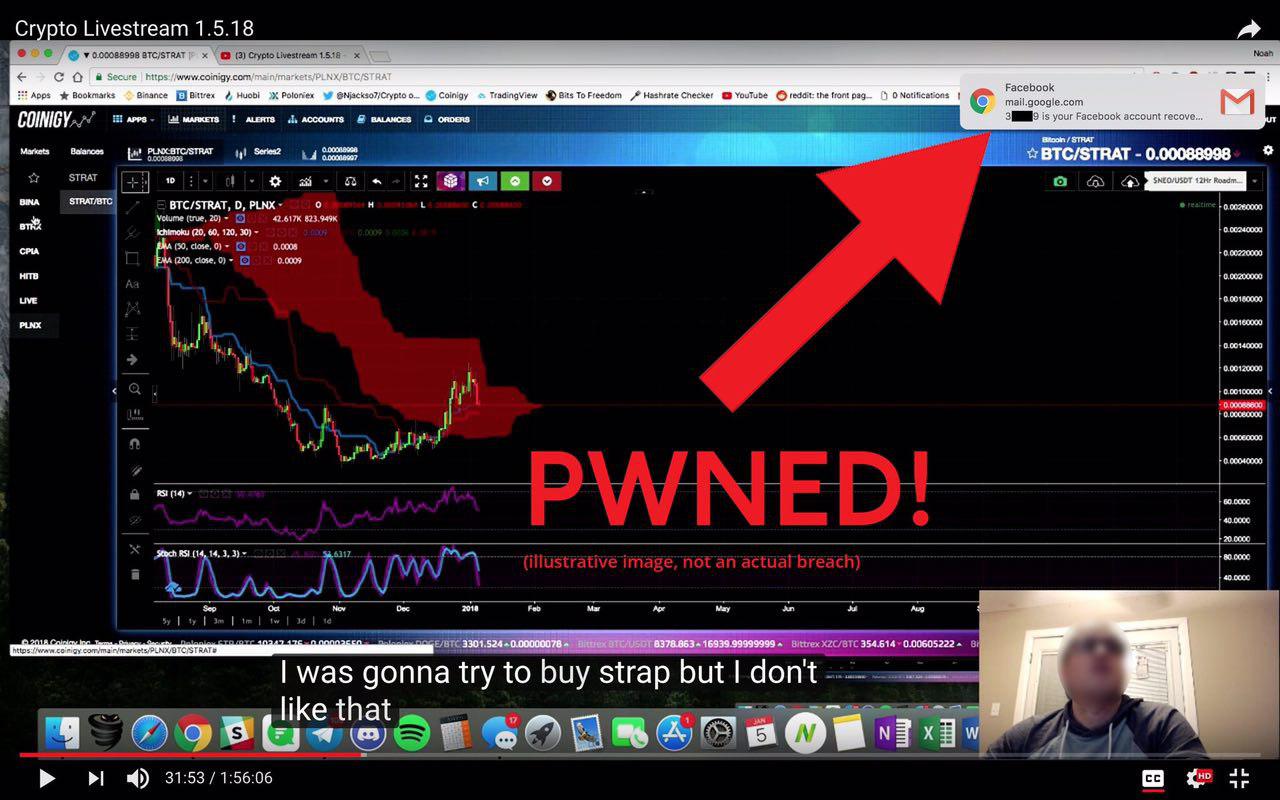 Crypto Livestream 1.5.18
▼ 0.00088998 BTC/STRAT [P
(3) Crypto Livestream 1.5.18 -
Noah
Secure | https://www.coinigy.com/main/markets/PLNX/BTC/STRAT
Apps Bookmarks Binance Bittrex Huobi Poloniex @Njackso7/Crypto o... Coinigy TradingView Bits To Freedom Hashrate Checker YouTube reddit: the front pag... 0 Notifications
Facebook
mail.google.com
3 9 is your Facebook account recove...
COINIGY
APPS MARKETS ALERTS ACCOUNTS BALANCES ORDERS
OUT
Markets Balances
PLNX:BTC/STRAT
0.00088998
Series2
0.00088998
0.00088997
Bitcoin / STRAT
BTC/STRAT - 0.00088998
STRAT
STRAT/BTC
BINA
BTRX
CPIA
HITB
LIVE
PLNX
1D
$NEO/USDT 12Hr Roadm...
BTC/STRAT, D, PLNX O H L C
realtime
Volume (true, 20) 42.617K 823.949K
Ichimoku (20, 60, 120, 30)
EMA (50, close, 0) 0.0008
EMA (200, close, 0) 0.0009
Aa
0.00260000
0.00240000
0.00220000
0.00200000
0.00180000
0.00160000
0.00140000
0.00120000
0.00100000
0.00088600
0.00080000
0.00060000
0.00040000
PWNED!
(illustrative image, not an actual breach)
RSI (14)
60.0000
40.0000
20.0000
Stoch RSI (14, 14, 3, 3)
80.0000
40.0000
Sep Oct Nov Dec 2018 Feb Mar Apr May Jun Jul Aug
5y 1y 3m 1m 1w 3d 1d
© 2018 Coinigy Inc. Terms - Privacy - Security
https://www.coinigy.com/main/markets/PLNX/BTC/STRAT#
3301.524 0.00000078 Bittrex BTC/USDT 8378.863 16939.99999999 Bittrex XZC/BTC 354.614 0.00605222
I was gonna try to buy strap but I don't
like that
S
17
1
JAN
5
N
N
X
W
31:53 / 1:56:06
CC
HD